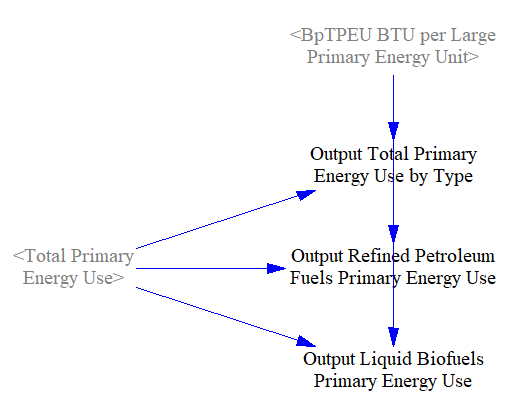 <BpTPEU BTU per Large
Primary Energy Unit>
Output Total Primary
Energy Use by Type
<Total Primary
Energy Use>
Output Refined Petroleum
Fuels Primary Energy Use
Output Liquid Biofuels
Primary Energy Use